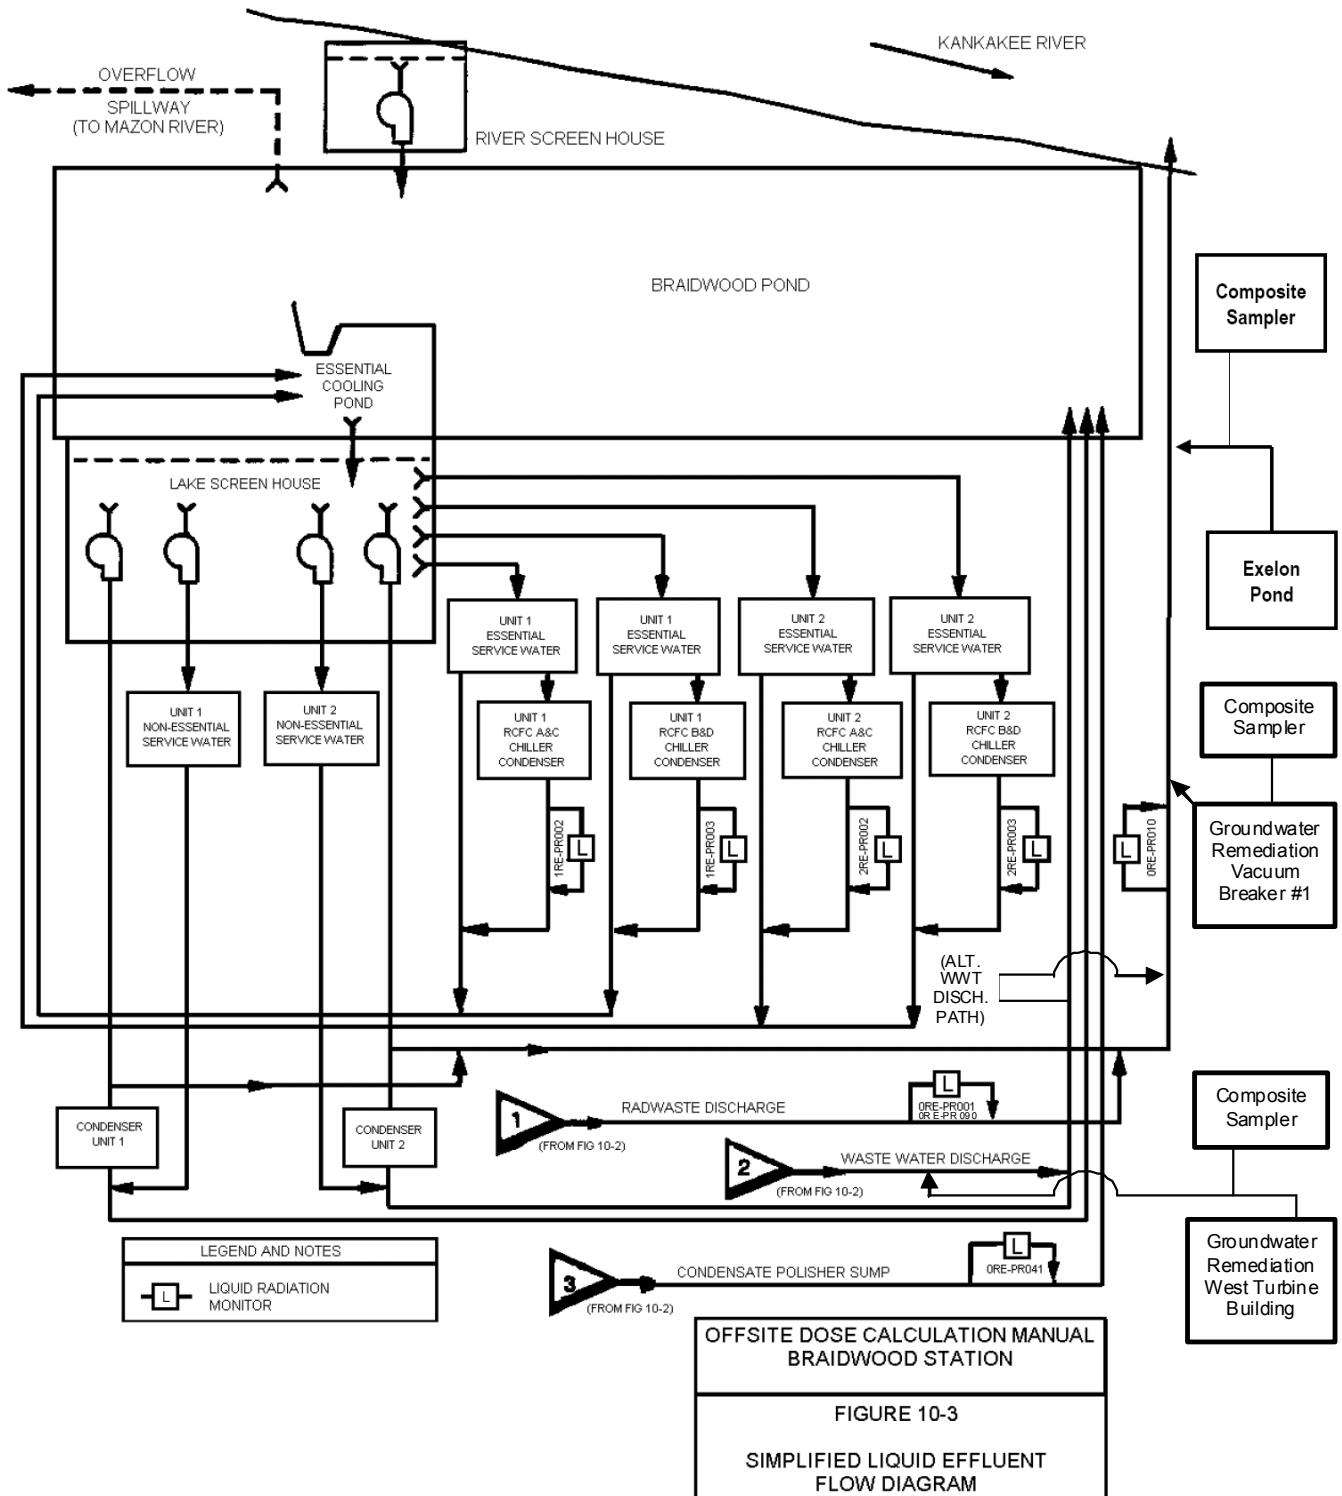 KANKAKEE RIVER
OVERFLOW
SPILLWAY
(TO MAZON RIVER)
RIVER SCREEN HOUSE
BRAIDWOOD POND
Composite
Sampler
ESSENTIAL
COOLING
POND
LAKE SCREEN HOUSE
Exelon
Pond
UNIT 1
ESSENTIAL
SERVICE WATER
UNIT 1
ESSENTIAL
SERVICE WATER
UNIT 2
ESSENTIAL
SERVICE WATER
UNIT 2
ESSENTIAL
SERVICE WATER
UNIT 1
NON-ESSENTIAL
SERVICE WATER
UNIT 2
NON-ESSENTIAL
SERVICE WATER
UNIT 1
RCFC A&C
CHILLER
CONDENSER
UNIT 1
RCFC B&D
CHILLER
CONDENSER
UNIT 2
RCFC A&C
CHILLER
CONDENSER
UNIT 2
RCFC B&D
CHILLER
CONDENSER
Composite
Sampler
1RE-PR002
L
1RE-PR003
L
2RE-PR002
L
2RE-PR003
L
L
0RE-PR010
Groundwater
Remediation
Vacuum
Breaker #1
(ALT.
WWT
DISCH.
PATH)
CONDENSER
UNIT 1
CONDENSER
UNIT 2
1
RADWASTE DISCHARGE
(FROM FIG 10-2)
L
0RE-PR001
0RE-PR090
Composite
Sampler
2
WASTE WATER DISCHARGE
(FROM FIG 10-2)
Groundwater
Remediation
West Turbine
Building
3
CONDENSATE POLISHER SUMP
(FROM FIG 10-2)
L
0RE-PR041
LEGEND AND NOTES
L
LIQUID RADIATION
MONITOR
OFFSITE DOSE CALCULATION MANUAL
BRAIDWOOD STATION
FIGURE 10-3
SIMPLIFIED LIQUID EFFLUENT
FLOW DIAGRAM